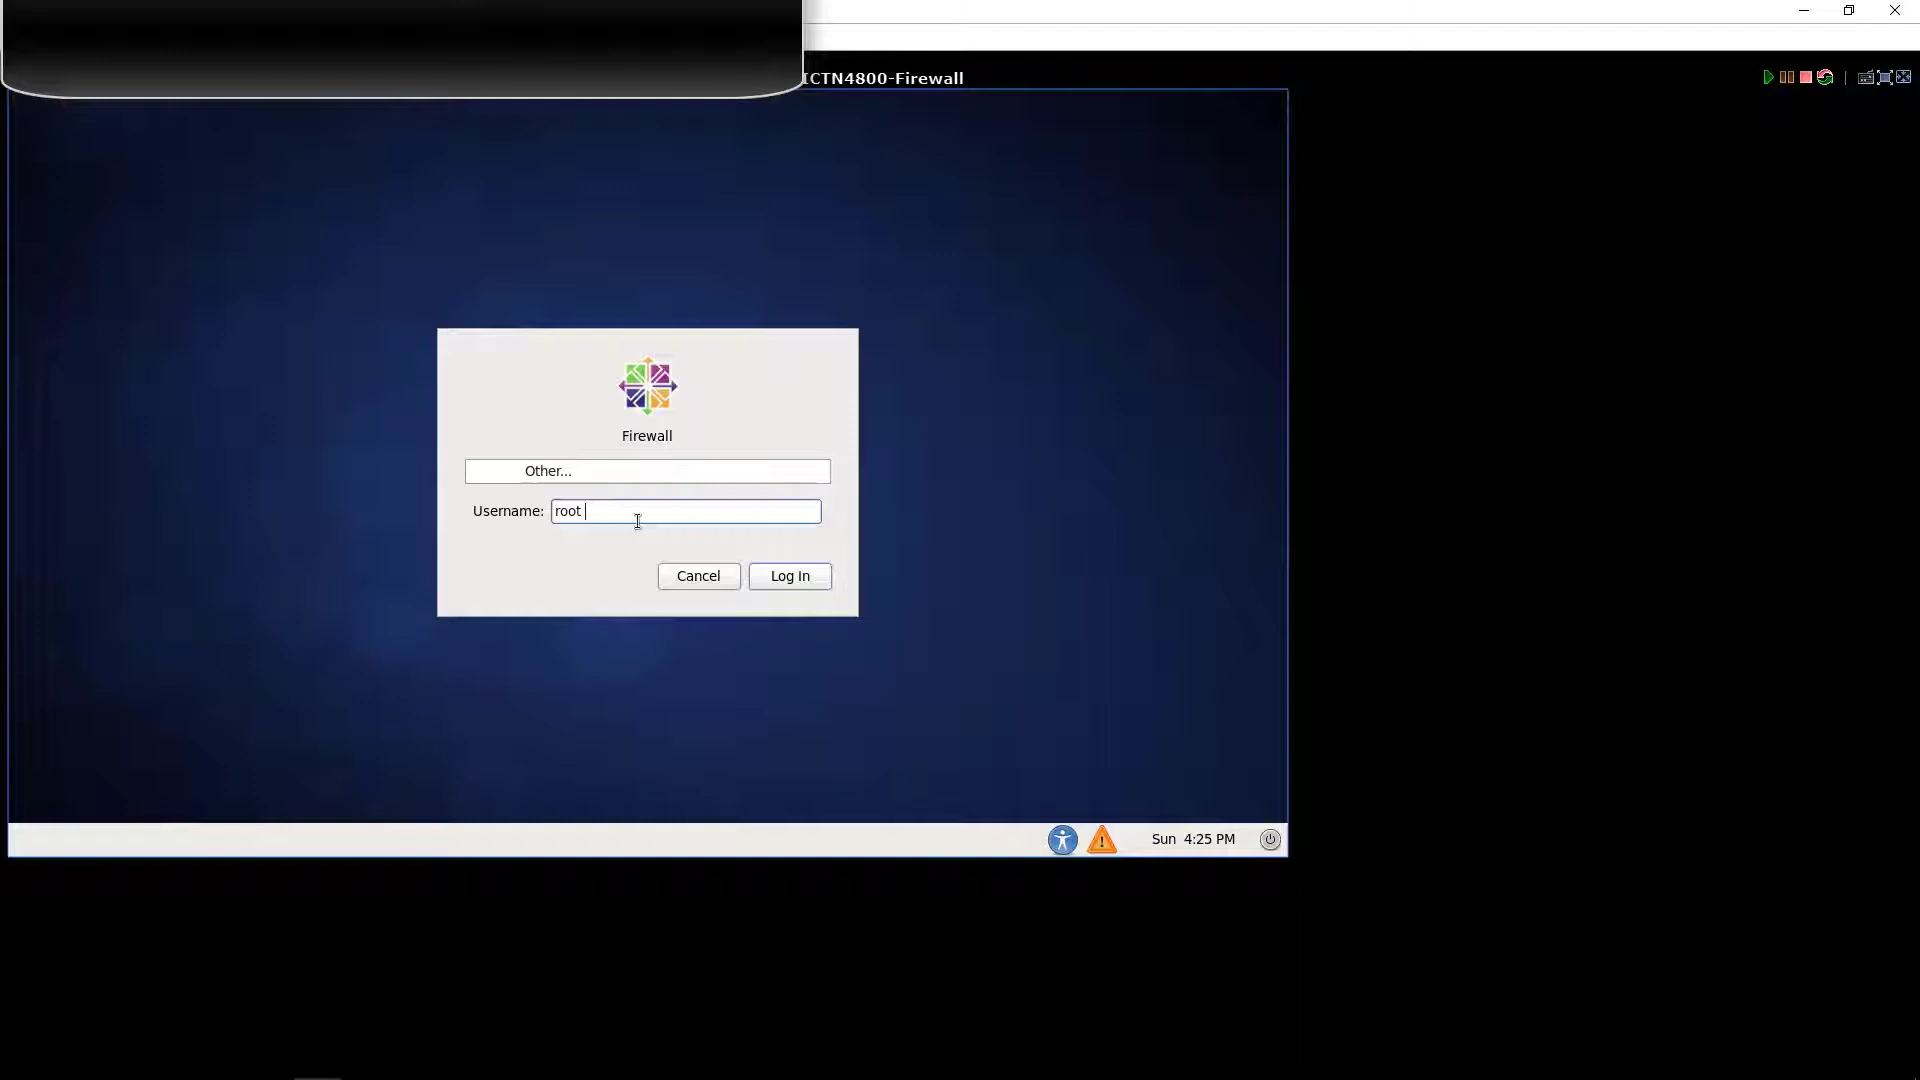 ICTN4800-Firewall
Firewall
Other...
Username: root
Cancel Log In
Sun 4:25 PM